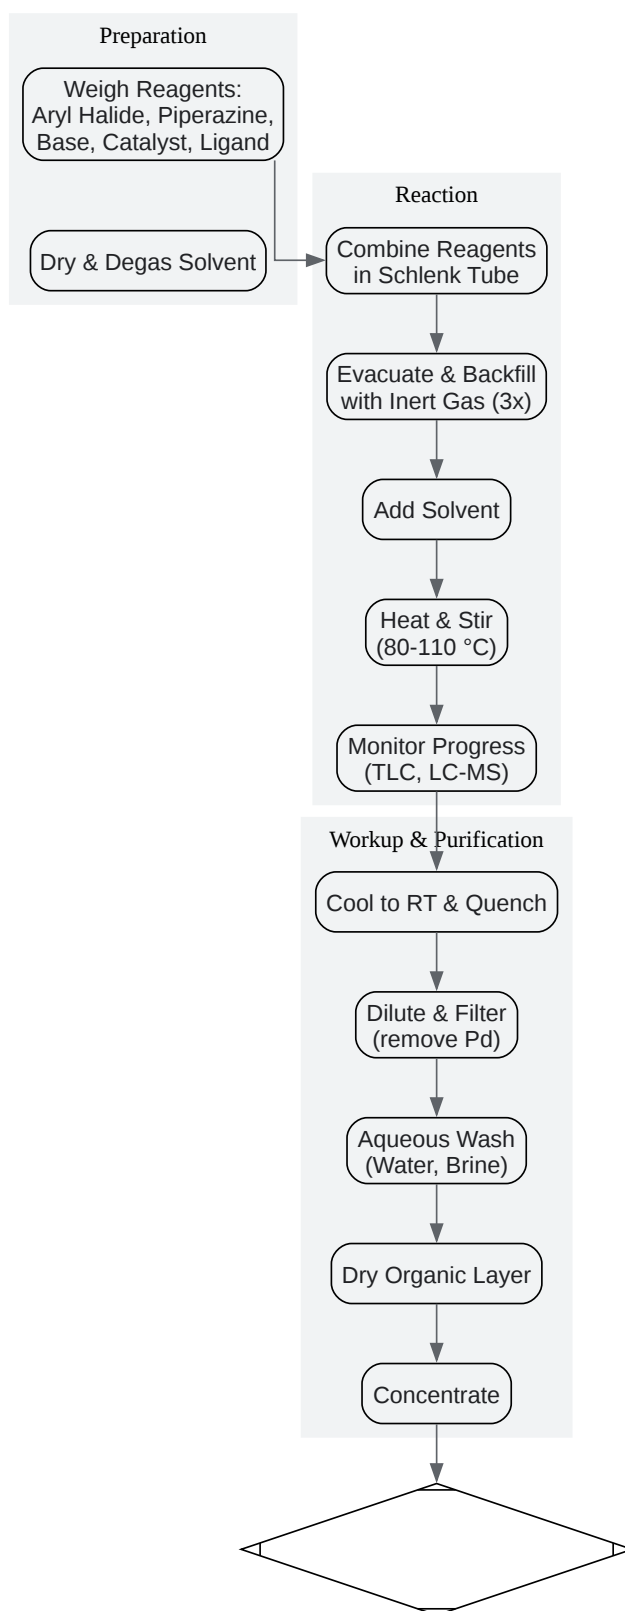 Preparation
Weigh Reagents:
Aryl Halide, Piperazine,
Base, Catalyst, Ligand
Dry & Degas Solvent
Reaction
Combine Reagents
in Schlenk Tube
Evacuate & Backfill
with Inert Gas (3x)
Add Solvent
Heat & Stir
(80-110 °C)
Monitor Progress
(TLC, LC-MS)
Workup & Purification
Cool to RT & Quench
Dilute & Filter
(remove Pd)
Aqueous Wash
(Water, Brine)
Dry Organic Layer
Concentrate